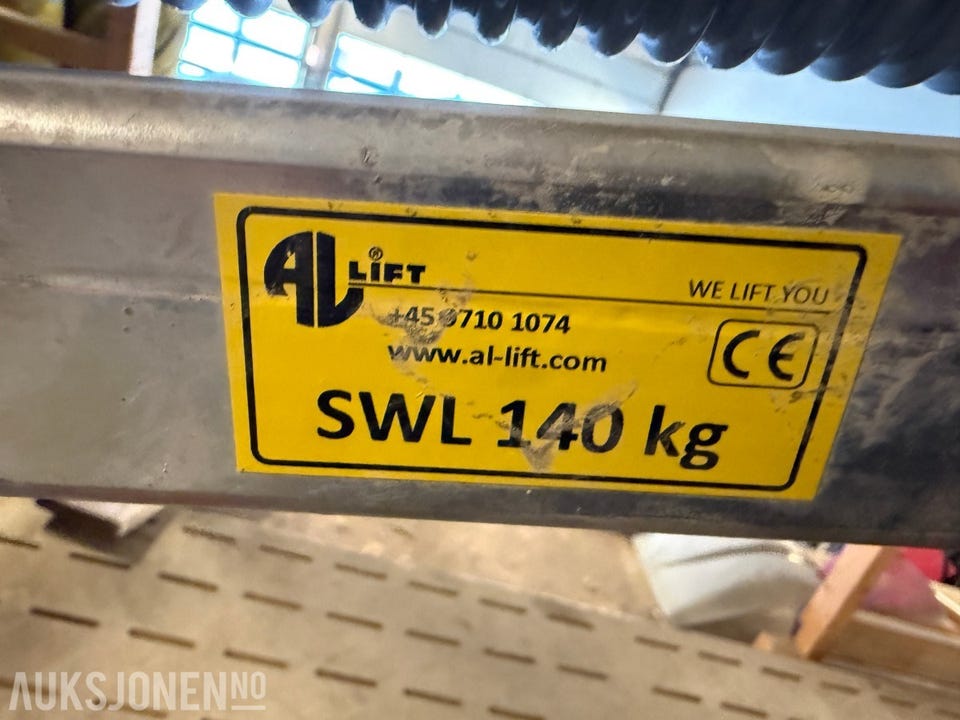 AL LIFT®
WE LIFT YOU
+45 9710 1074
www.al-lift.com
CE
SWL 140 kg
AUKSJONEN NO